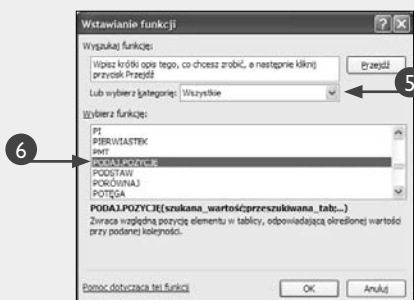 Wstawianie funkcji
Wyszukaj funkcję:
Wpisz krótki opis tego, co chcesz zrobić, a następnie kliknij
przycisk Przejdź
Przejdź
Lub wybierz kategorię: Wszystkie
5
Wybierz funkcję:
PI
PIERWIASTEK
PMT
6
PODAJ.POZYCJĘ
PODSTAW
PORÓWNAJ
POTĘGA
PODAJ.POZYCJĘ(szukana_wartość;przeszukiwana_tab;...)
Zwraca względną pozycję elementu w tablicy, odpowiadającą określonej wartości
przy podanej kolejności.
Pomoc dotycząca tej funkcji
OK
Anuluj